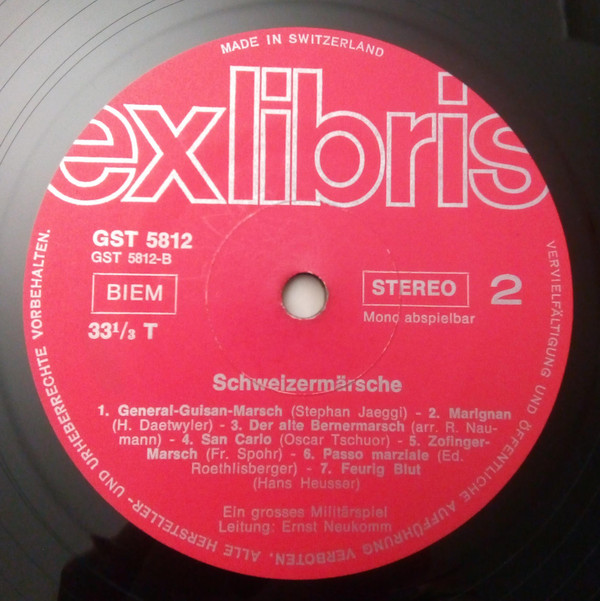 MADE IN SWITZERLAND
exlibris
GST 5812
GST 5812-B
BIEM
33 1/3 T
STEREO
2
Mono abspielbar
Schweizermärsche
1. General-Guisan-Marsch (Stephan Jaeggi) - 2. Marignan
(H. Daetwyler) - 3. Der alte Bernermarsch (arr. R. Nau-
mann) - 4. San Carlo (Oscar Tschuor) - 5. Zofinger-
Marsch (Fr. Spohr) - 6. Passo marziale (Ed.
Roethlisberger) - 7. Feurig Blut
(Hans Heusser)
Ein grosses Militärspiel
Leitung: Ernst Neukomm
VERVIELFÄLTIGUNG UND ÖFFENTLICHE AUFFÜHRUNG VERBOTEN. ALLE HERSTELLER- UND URHEBERRECHTE VORBEHALTEN.